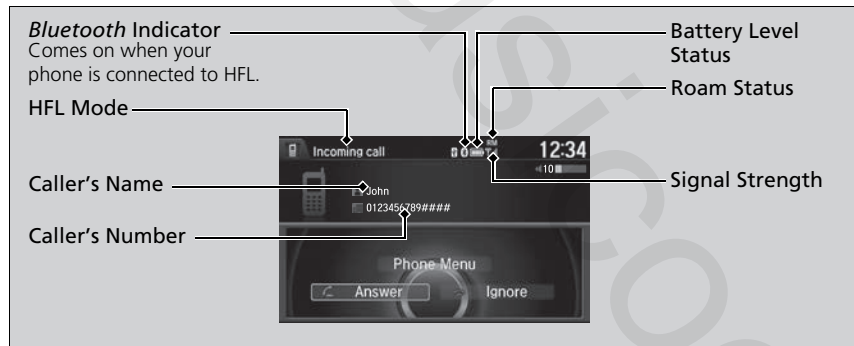 Bluetooth Indicator
Comes on when your
phone is connected to HFL.
HFL Mode
Caller's Name
Caller's Number
Battery Level
Status
Roam Status
Signal Strength
Incoming call
RM
12:34
10
John
0123456789####
Phone Menu
Answer
Ignore